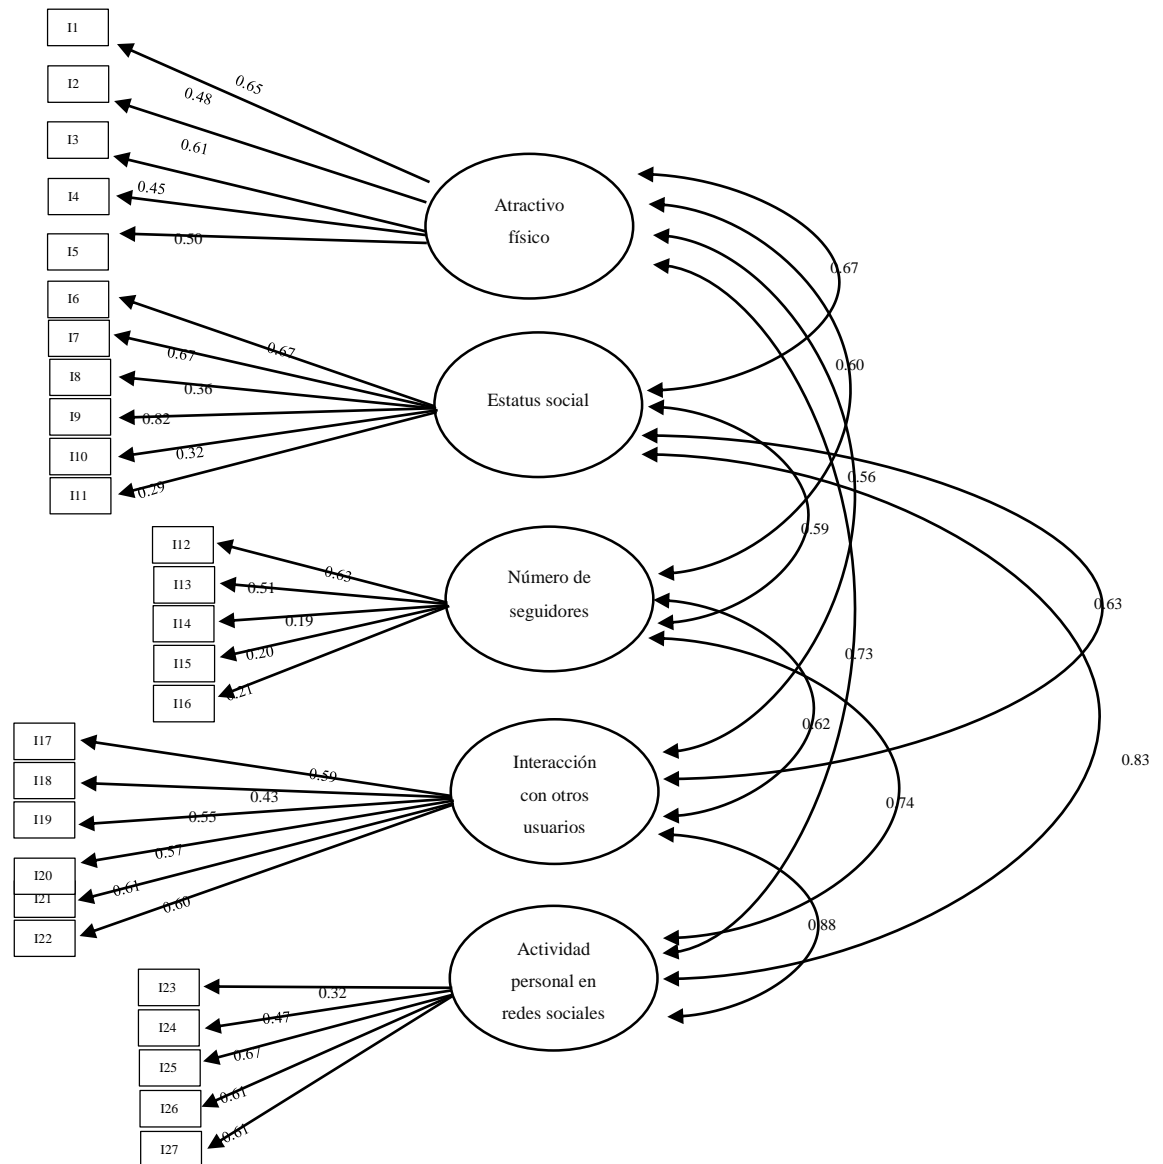 I1
0.65
I2
0.48
I3
0.61
I4
0.45
I5
0.50
Atractivo
físico
I6
0.67
I7
0.67
I8
0.36
I9
0.82
I10
0.32
I11
0.29
Estatus social
I12
0.63
I13
0.51
I14
0.19
I15
0.20
I16
0.21
Número de
seguidores
I17
0.59
I18
0.43
I19
0.55
I20
0.57
I21
0.61
I22
0.60
Interacción
con otros
usuarios
I23
0.32
I24
0.47
I25
0.67
I26
0.61
I27
0.61
Actividad
personal en
redes sociales
0.67
0.60
0.56
0.59
0.63
0.73
0.62
0.83
0.74
0.88